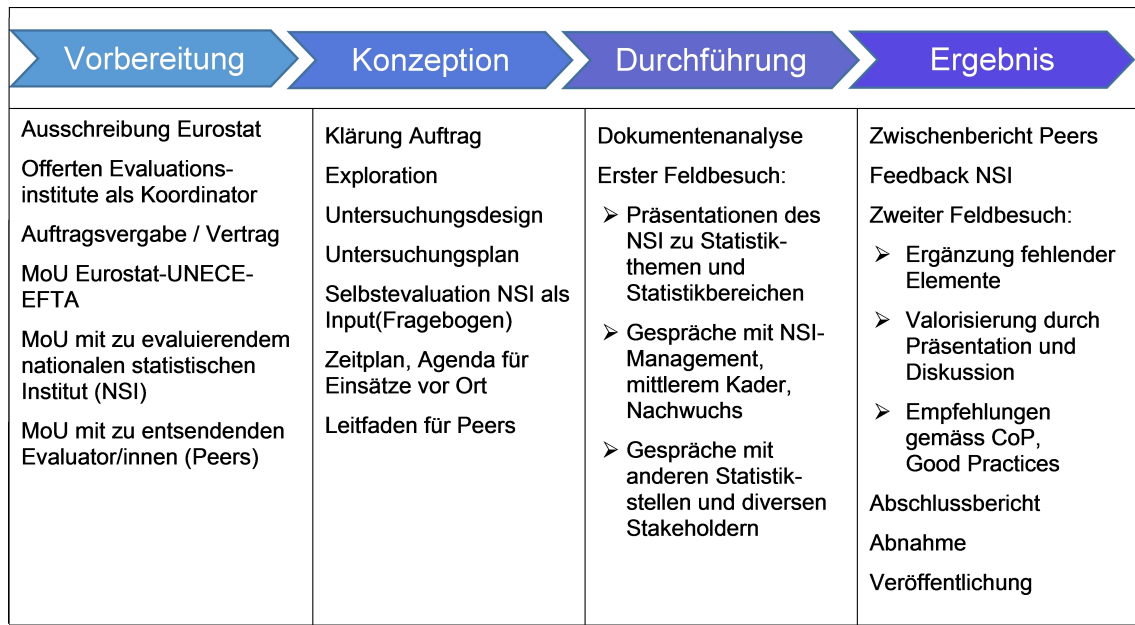 Vorbereitung
Konzeption
Durchführung
Ergebnis
Ausschreibung Eurostat
Offerten Evaluations-
institute als Koordinator
Auftragsvergabe / Vertrag
MoU Eurostat-UNECE-
EFTA
MoU mit zu evaluierendem
nationalen statistischen
Institut (NSI)
MoU mit zu entsendenden
Evaluator/innen (Peers)
Klärung Auftrag
Exploration
Untersuchungsdesign
Untersuchungsplan
Selbstevaluation NSI als
Input(Fragebogen)
Zeitplan, Agenda für
Einsätze vor Ort
Leitfaden für Peers
Dokumentenanalyse
Erster Feldbesuch:
➢ Präsentationen des
NSI zu Statistik-
themen und
Statistikbereichen
➢ Gespräche mit NSI-
Management,
mittlerem Kader,
Nachwuchs
➢ Gespräche mit
anderen Statistik-
stellen und diversen
Stakeholdern
Zwischenbericht Peers
Feedback NSI
Zweiter Feldbesuch:
➢ Ergänzung fehlender
Elemente
➢ Valorisierung durch
Präsentation und
Diskussion
➢ Empfehlungen
gemäss CoP,
Good Practices
Abschlussbericht
Abnahme
Veröffentlichung